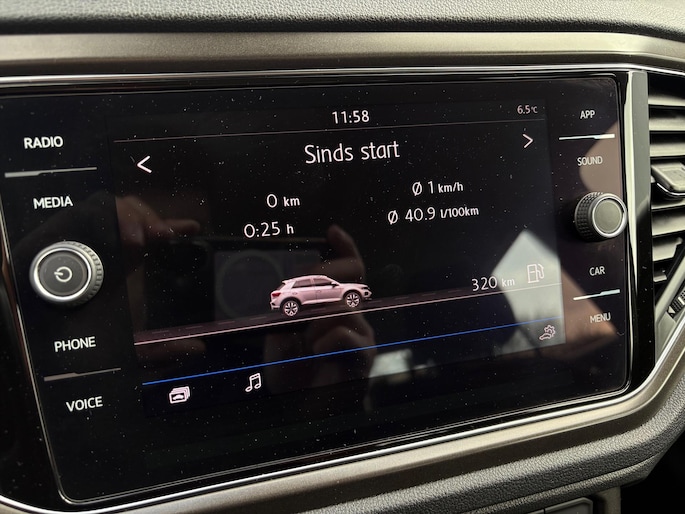 RADIO
MEDIA
PHONE
VOICE
11:58
6.5°C
Sinds start
0 km
Ø 1 km/h
0:25 h
Ø 40.9 l/100km
320 km
APP
SOUND
CAR
MENU